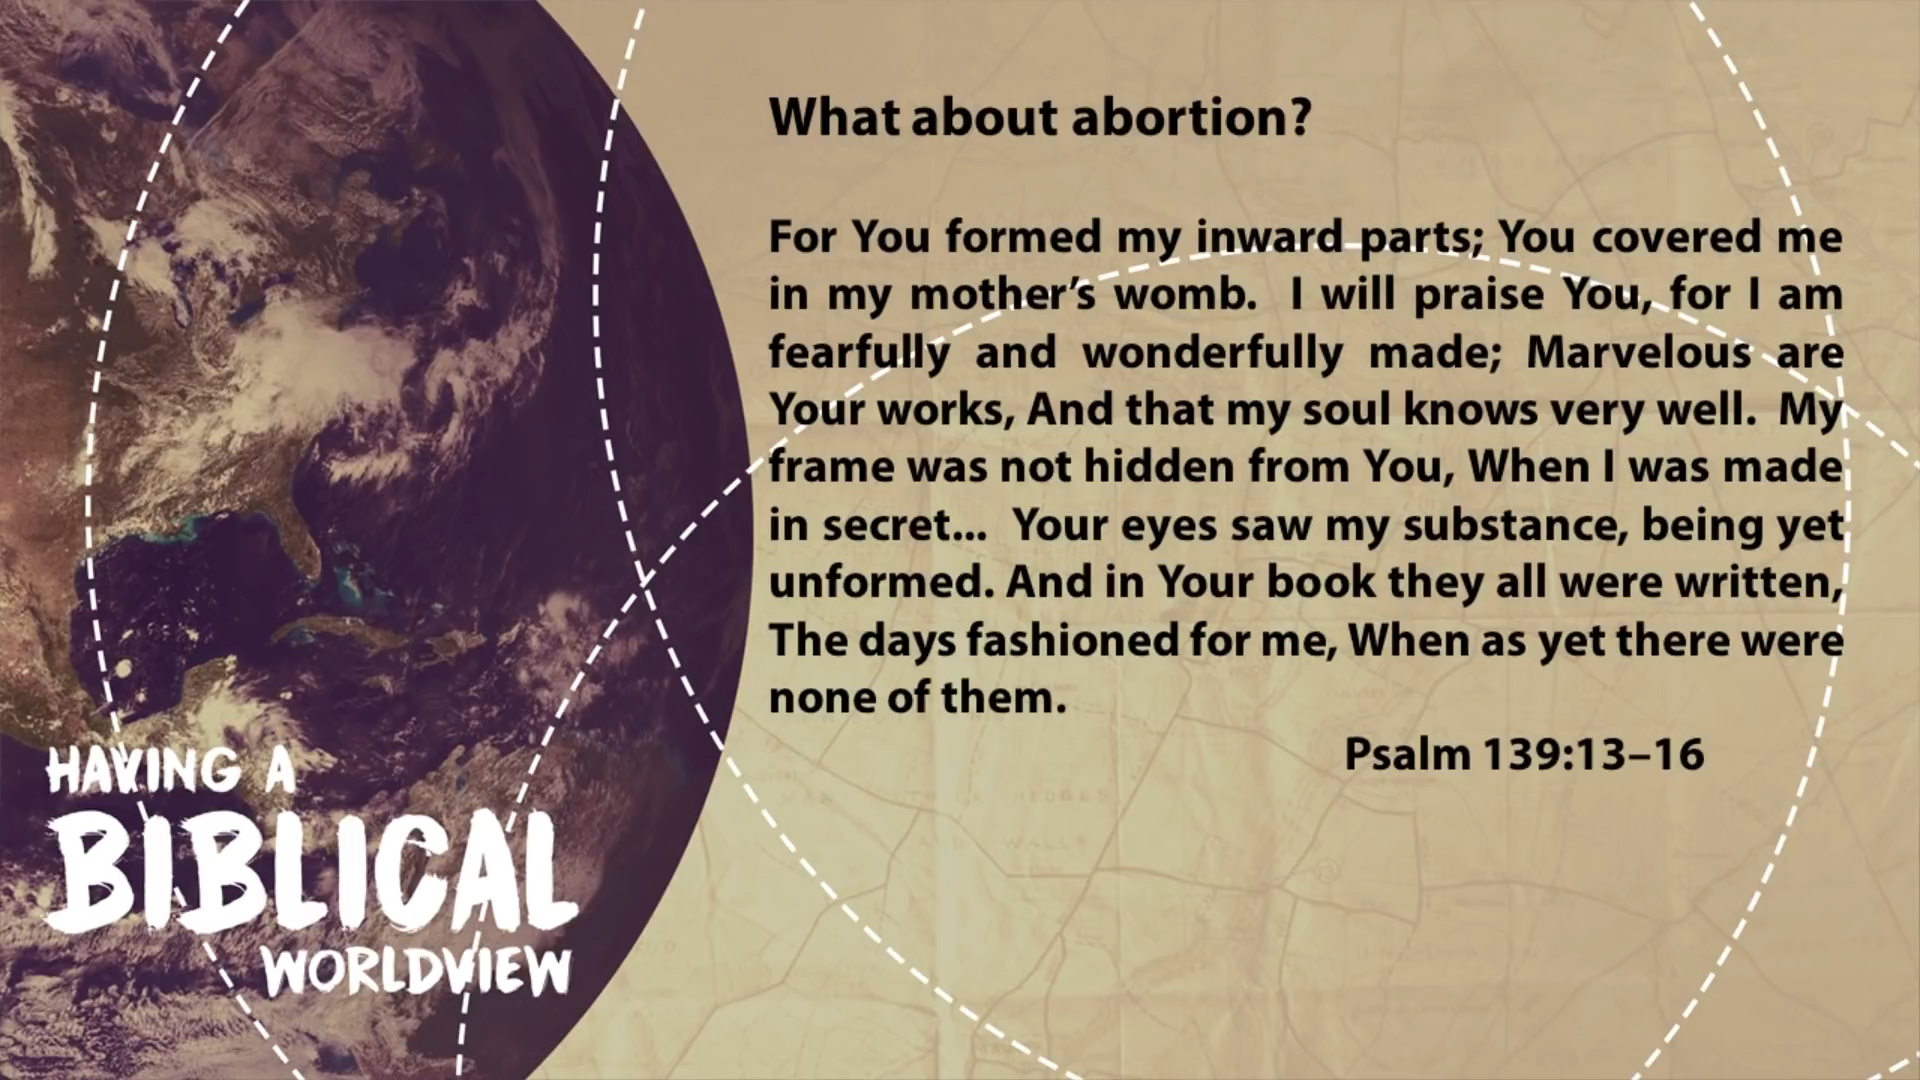 What about abortion?
For You formed my inward parts; You covered me
in my mother’s womb.  I will praise You, for I am
fearfully and wonderfully made; Marvelous are
Your works, And that my soul knows very well.  My
frame was not hidden from You, When I was made
in secret...  Your eyes saw my substance, being yet
unformed. And in Your book they all were written,
The days fashioned for me, When as yet there were
none of them.
Psalm 139:13–16
HAVING A
BIBLICAL
WORLDVIEW